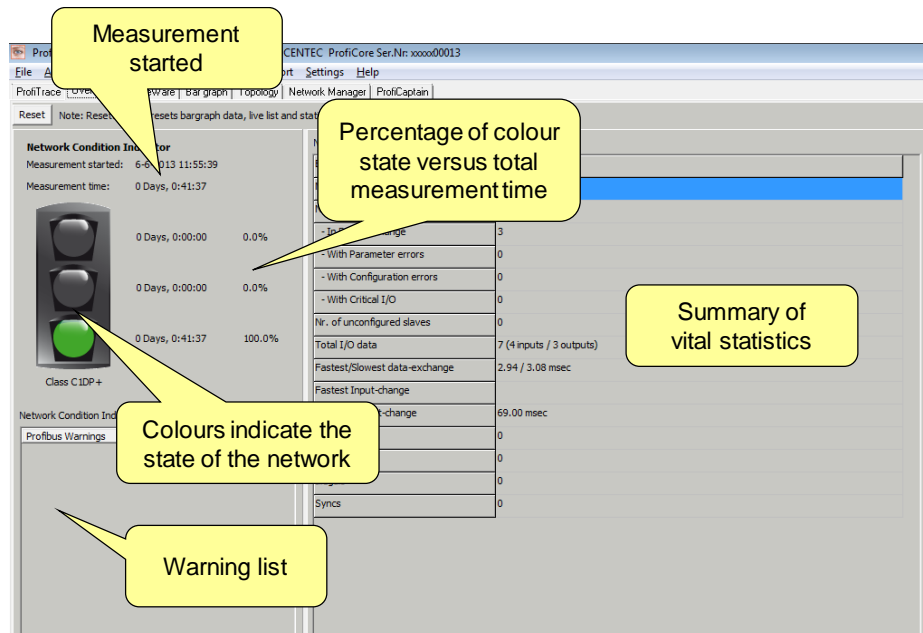 Measurement
started
CENTEC ProfiCore Ser.Nr: xxxxx00013
File
Settings Help
ProfiTrace
Bar graph Topology Network Manager ProfiCaptain
Reset Note: Reset resets bargraph data, live list and
Percentage of colour
state versus total
measurement time
Network Condition Indicator
Measurement started: 6-6-2013 11:55:39
Measurement time: 0 Days, 0:41:37
0 Days, 0:00:00 0.0%
3
- With Parameter errors 0
- With Configuration errors 0
0 Days, 0:00:00 0.0%
- With Critical I/O 0
Summary of
vital statistics
Nr. of unconfigured slaves 0
0 Days, 0:41:37 100.0%
Total I/O data 7 (4 inputs / 3 outputs)
Fastest/Slowest data-exchange 2.94 / 3.08 msec
Class C1DP+
Fastest Input-change
-change 69.00 msec
Network Condition
Profibus Warnings
Colours indicate the
state of the network
0
0
0
Syncs 0
Warning list